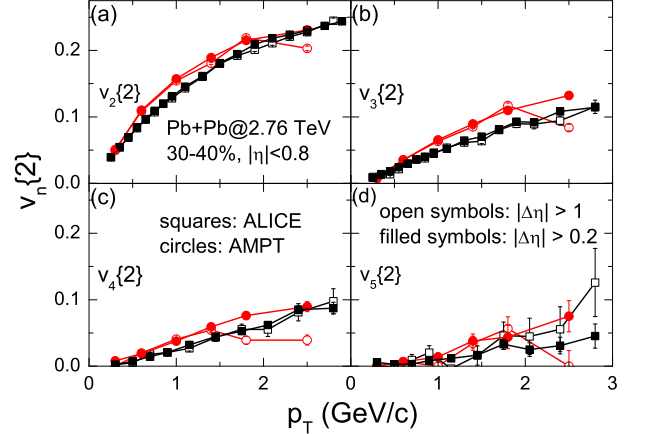 (a)
(b)
0.2
v2{2}
v3{2}
0.1
Pb+Pb@2.76 TeV
30-40%, |η|<0.8
0.0
vn{2}
(c)
(d)
squares: ALICE
circles: AMPT
open symbols: |Δη| > 1
filled symbols: |Δη| > 0.2
0.2
v4{2}
v5{2}
0.1
0.0
0 1 2 0 1 2 3
pT (GeV/c)